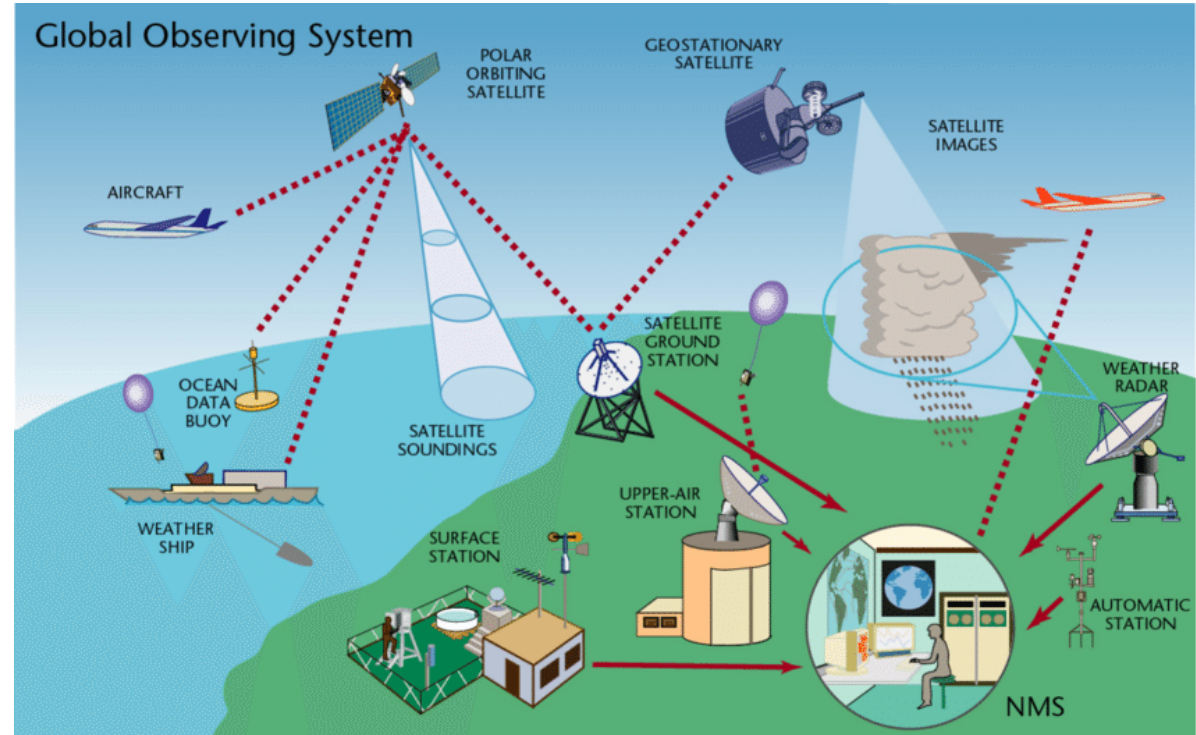 Global Observing System
POLAR
ORBITING
SATELLITE
GEOSTATIONARY
SATELLITE
SATELLITE
IMAGES
AIRCRAFT
SATELLITE
GROUND
STATION
WEATHER
RADAR
OCEAN
DATA
BUOY
SATELLITE
SOUNDINGS
UPPER-AIR
STATION
WEATHER
SHIP
SURFACE
STATION
AUTOMATIC
STATION
NMS